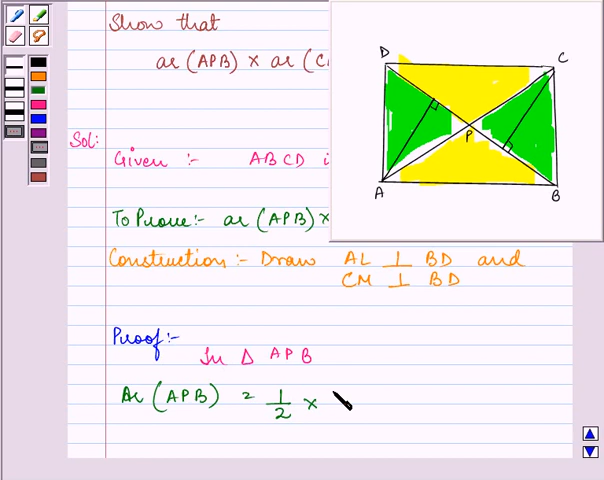 Show that
ar (APB) × ar (C
Sol:
Given :- ABCD i
To Prove:- ar (APB) ×
Construction :- Draw AL ⊥ BD and
CM ⊥ BD
Proof :-
In Δ APB
Ar (APB) = 1/2 ×
D
C
P
A
B